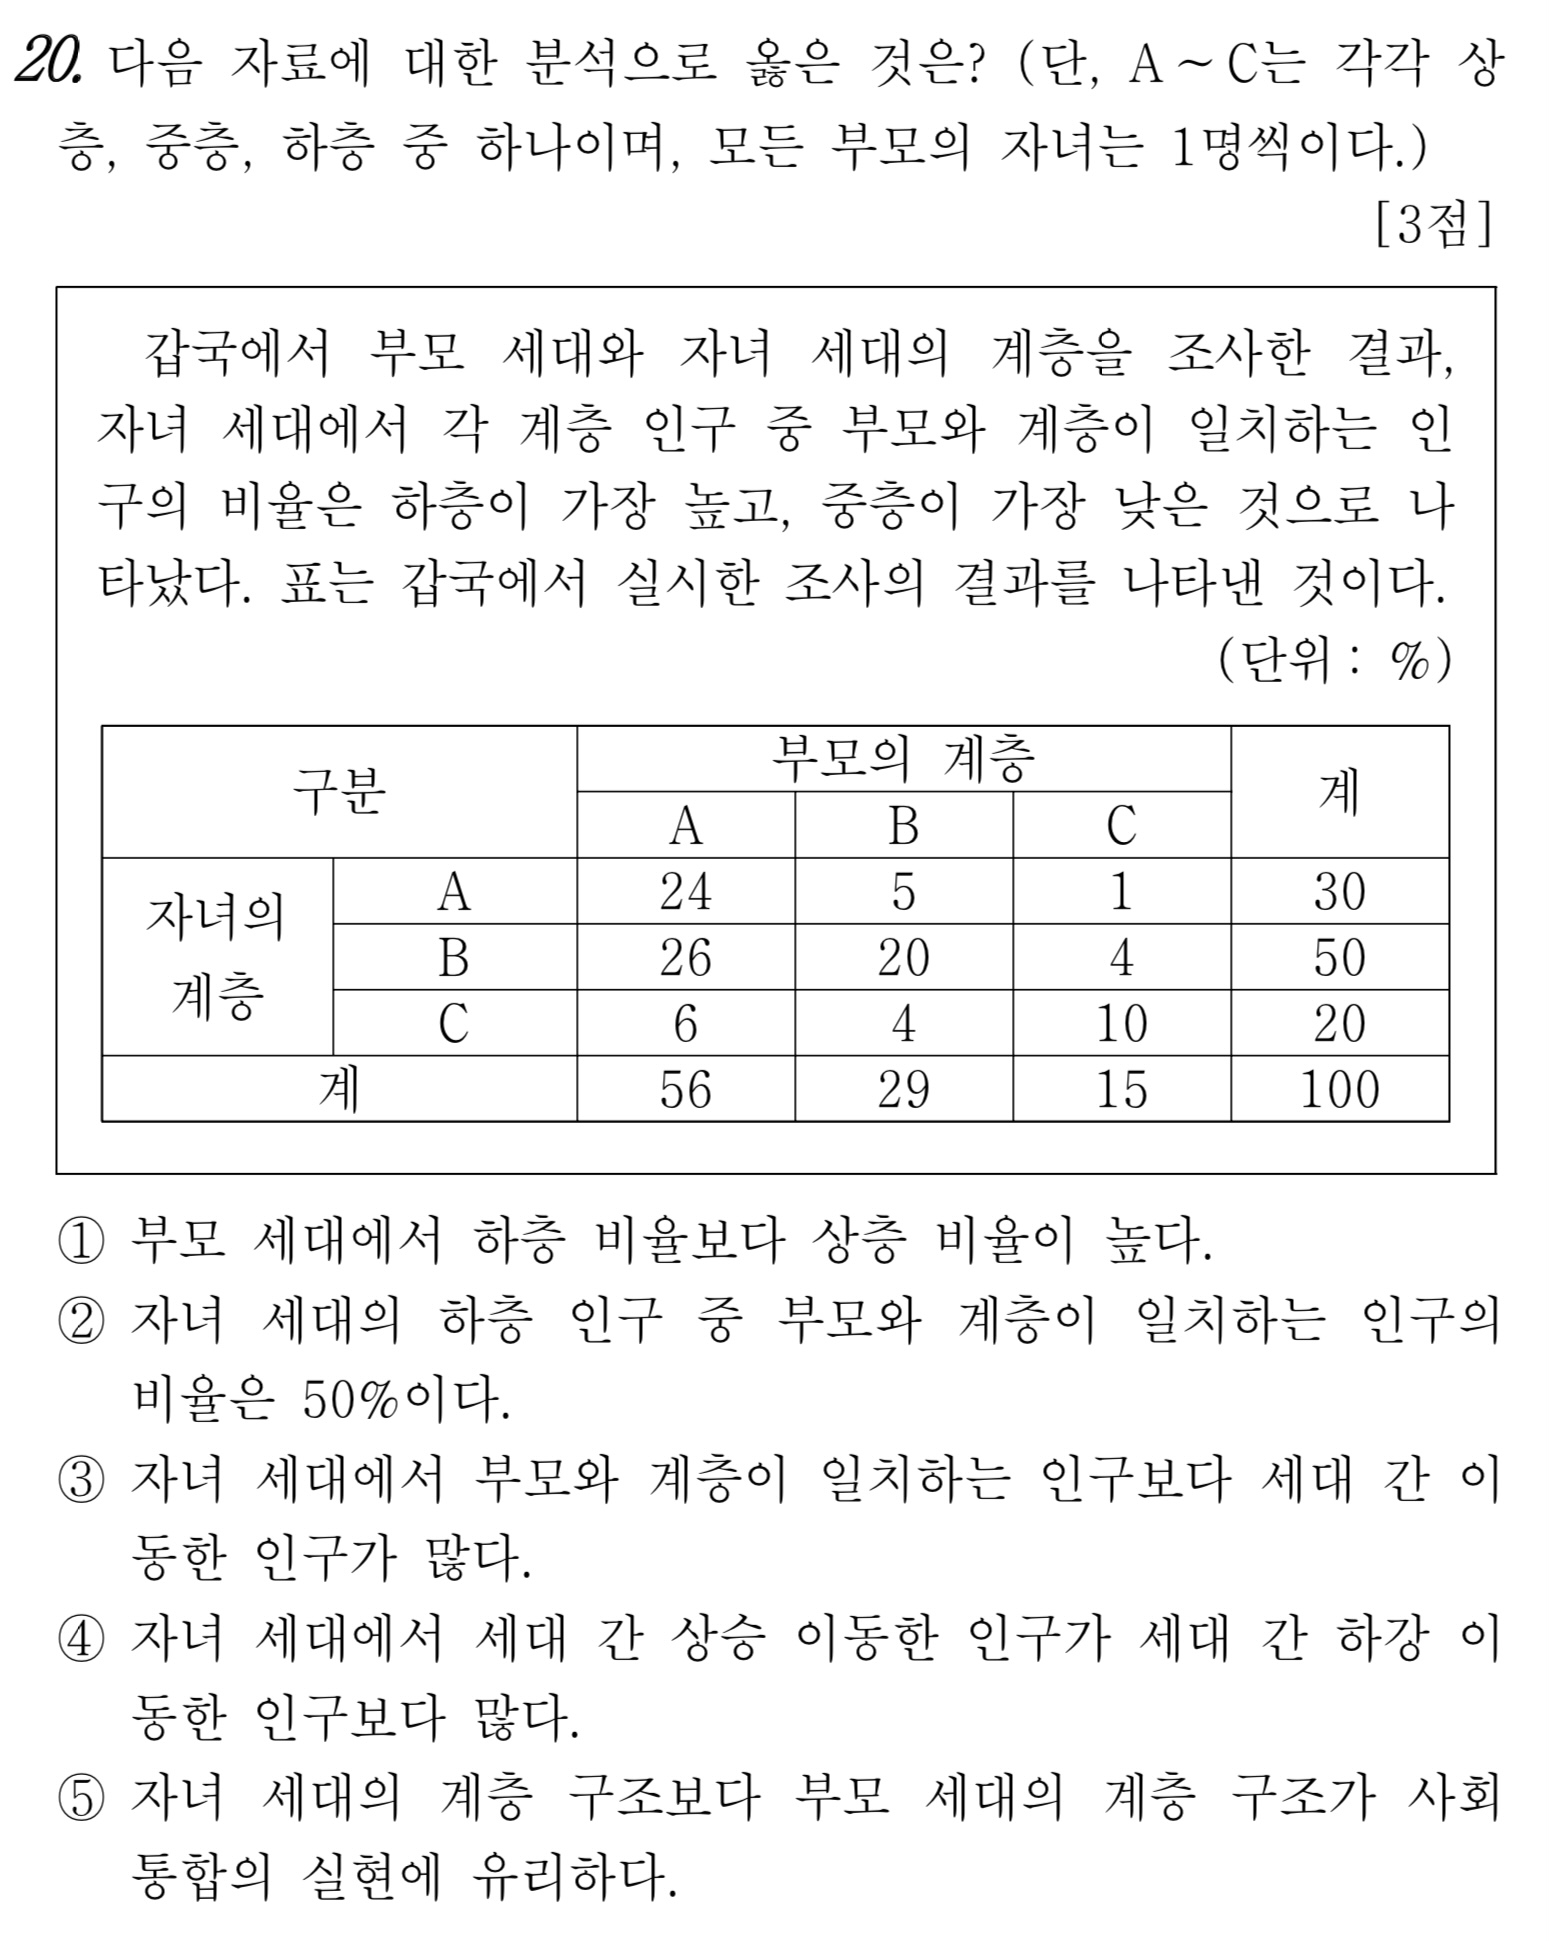 20. 다음 자료에 대한 분석으로 옳은 것은? (단, A～C는 각각 상
층, 중층, 하층 중 하나이며, 모든 부모의 자녀는 1명씩이다.)
[3점]
갑국에서 부모 세대와 자녀 세대의 계층을 조사한 결과,
자녀 세대에서 각 계층 인구 중 부모와 계층이 일치하는 인
구의 비율은 하층이 가장 높고, 중층이 가장 낮은 것으로 나
타났다. 표는 갑국에서 실시한 조사의 결과를 나타낸 것이다.
(단위 : %)
구분 부모의 계층 계
A B C
자녀의 계층 A 24 5 1 30
B 26 20 4 50
C 6 4 10 20
계 56 29 15 100
① 부모 세대에서 하층 비율보다 상층 비율이 높다.
② 자녀 세대의 하층 인구 중 부모와 계층이 일치하는 인구의
비율은 50%이다.
③ 자녀 세대에서 부모와 계층이 일치하는 인구보다 세대 간 이
동한 인구가 많다.
④ 자녀 세대에서 세대 간 상승 이동한 인구가 세대 간 하강 이
동한 인구보다 많다.
⑤ 자녀 세대의 계층 구조보다 부모 세대의 계층 구조가 사회
통합의 실현에 유리하다.